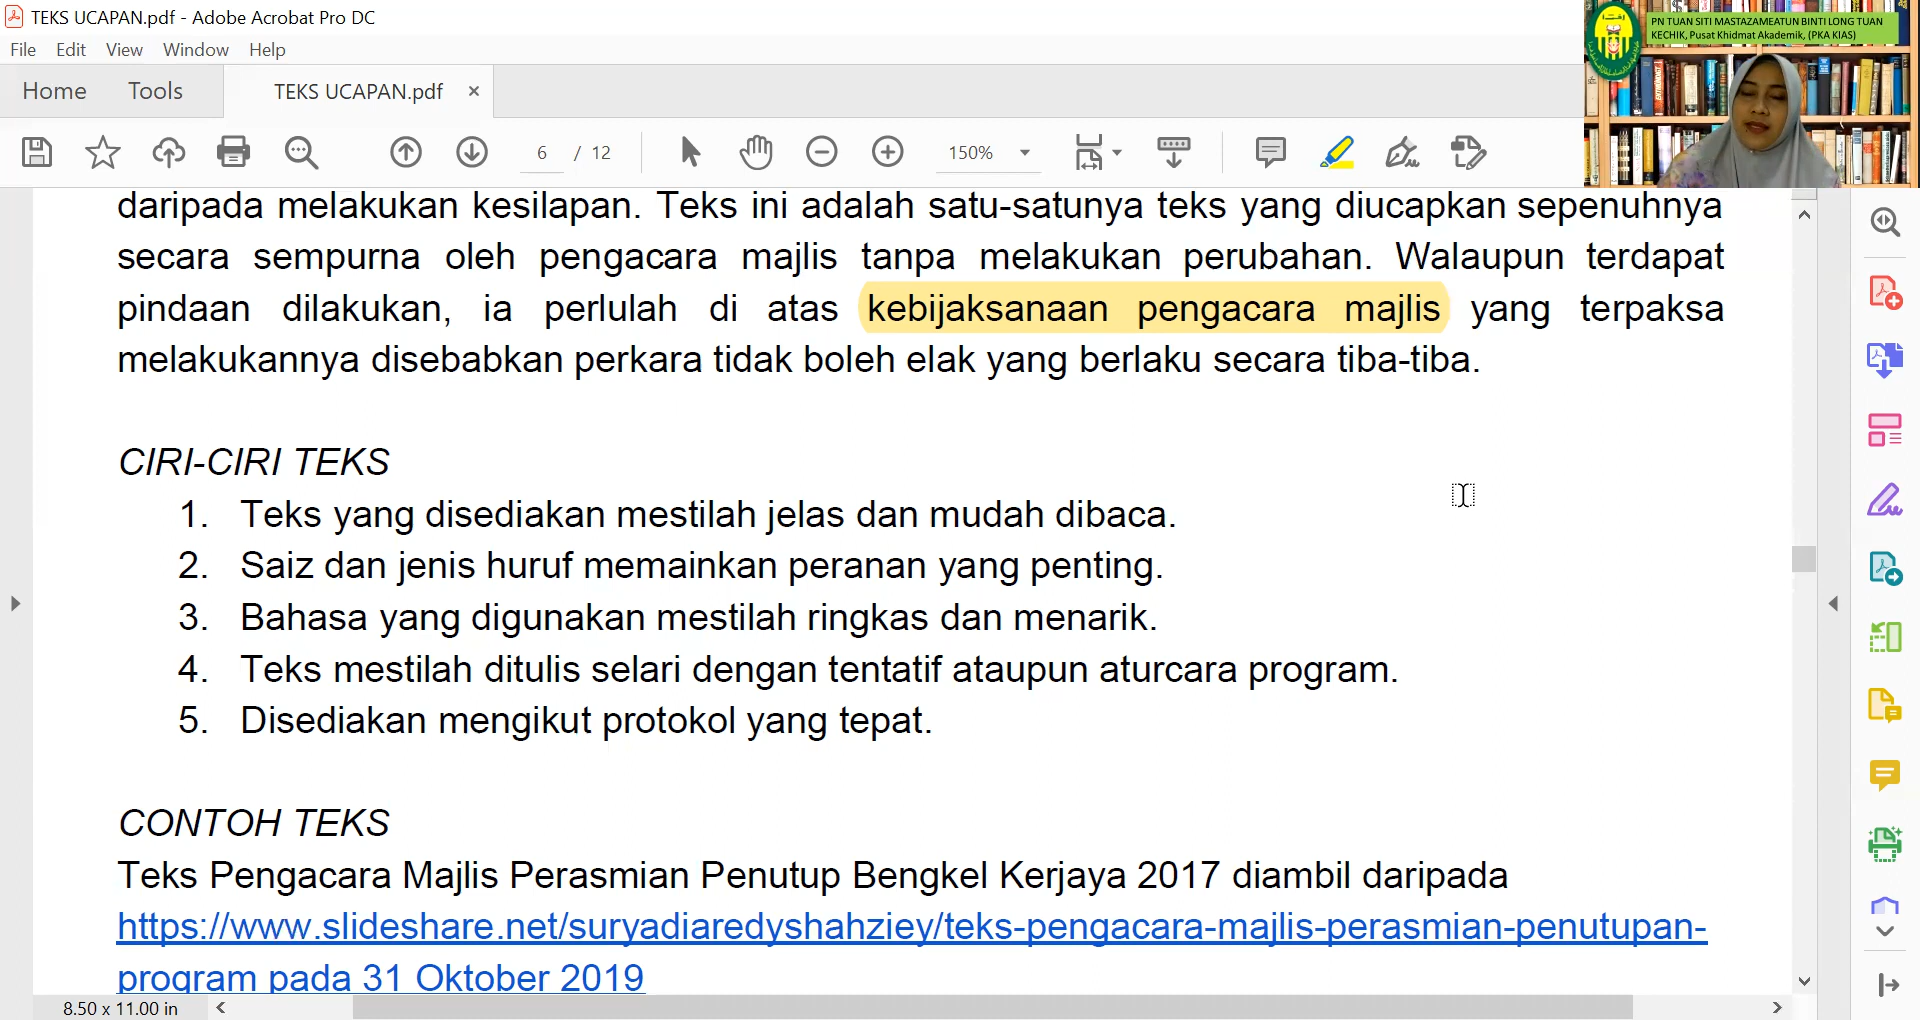 TEKS UCAPAN.pdf - Adobe Acrobat Pro DC
File Edit View Window Help
Home Tools TEKS UCAPAN.pdf ×
6 / 12 150%
PN TUAN SITI MASTAZAMEATUN BINTI LONG TUAN
KECHIK, Pusat Khidmat Akademik, (PKA KIAS)
daripada melakukan kesilapan. Teks ini adalah satu-satunya teks yang diucapkan sepenuhnya
secara sempurna oleh pengacara majlis tanpa melakukan perubahan. Walaupun terdapat
pindaan dilakukan, ia perlulah di atas kebijaksanaan pengacara majlis yang terpaksa
melakukannya disebabkan perkara tidak boleh elak yang berlaku secara tiba-tiba.
CIRI-CIRI TEKS
1. Teks yang disediakan mestilah jelas dan mudah dibaca.
2. Saiz dan jenis huruf memainkan peranan yang penting.
3. Bahasa yang digunakan mestilah ringkas dan menarik.
4. Teks mestilah ditulis selari dengan tentatif ataupun aturcara program.
5. Disediakan mengikut protokol yang tepat.
CONTOH TEKS
Teks Pengacara Majlis Perasmian Penutup Bengkel Kerjaya 2017 diambil daripada
https://www.slideshare.net/suryadiaredyshahziey/teks-pengacara-majlis-perasmian-penutupan-
program pada 31 Oktober 2019
8.50 x 11.00 in